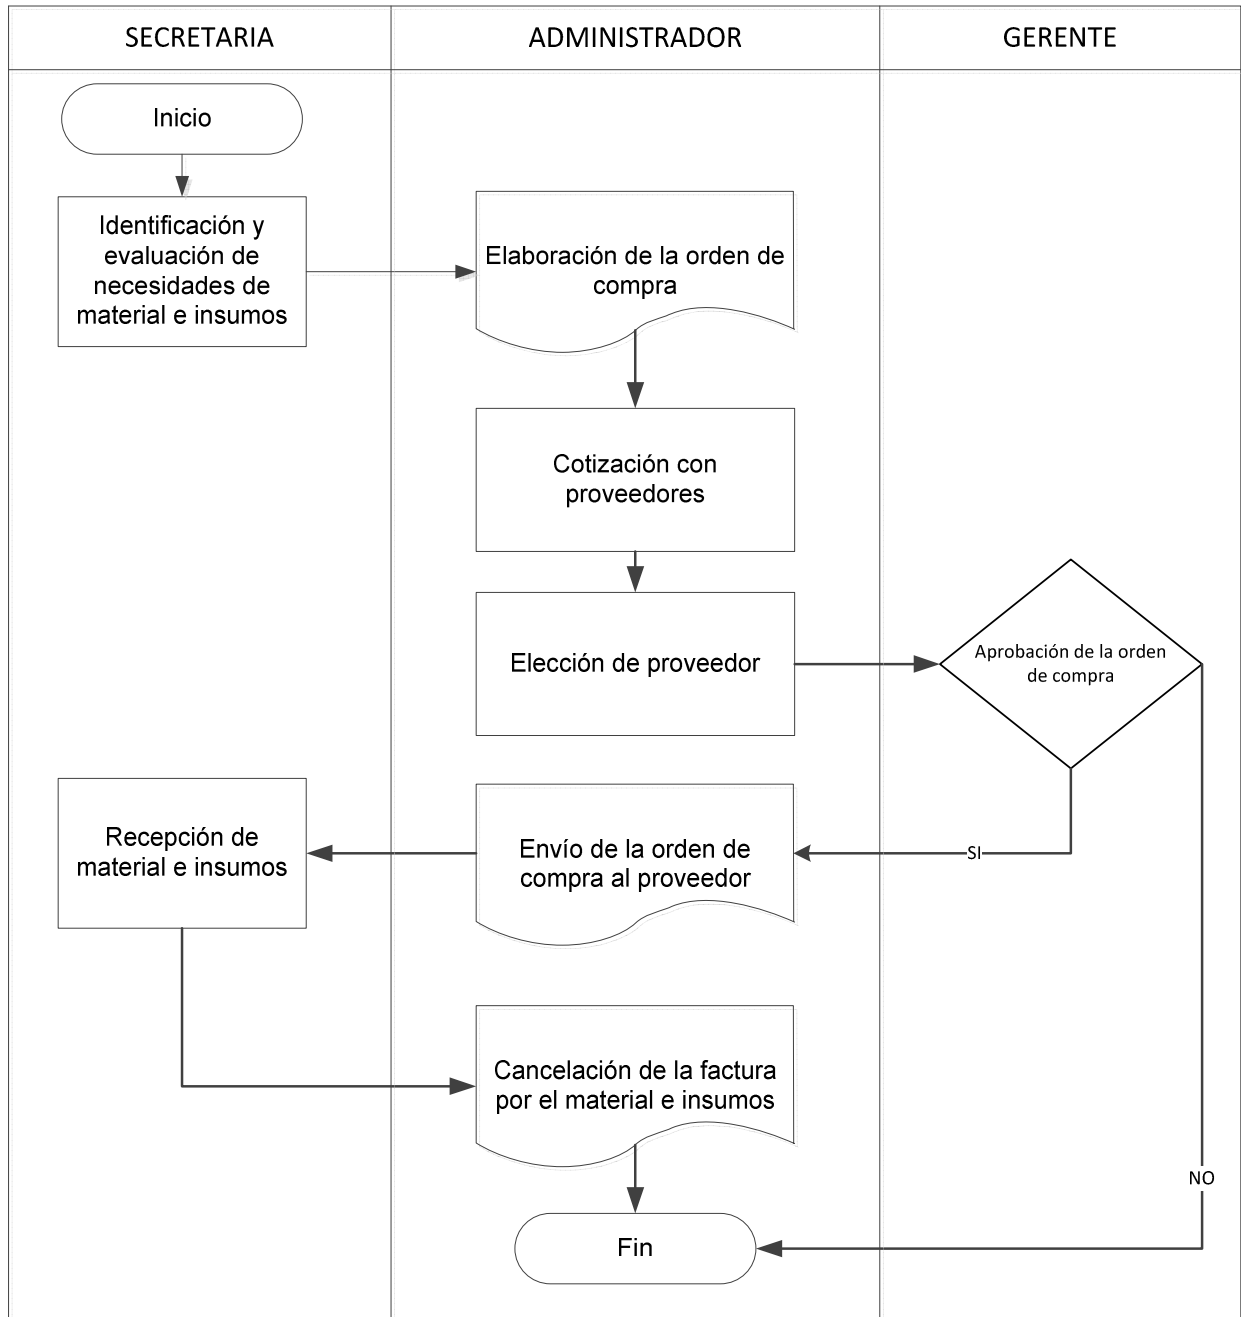 SECRETARIA
ADMINISTRADOR
GERENTE
Inicio
Identificación y
evaluación de
necesidades de
material e insumos
Elaboración de la orden de
compra
Cotización con
proveedores
Elección de proveedor
Aprobación de la orden
de compra
SI
Envío de la orden de
compra al proveedor
Recepción de
material e insumos
Cancelación de la factura
por el material e insumos
NO
Fin